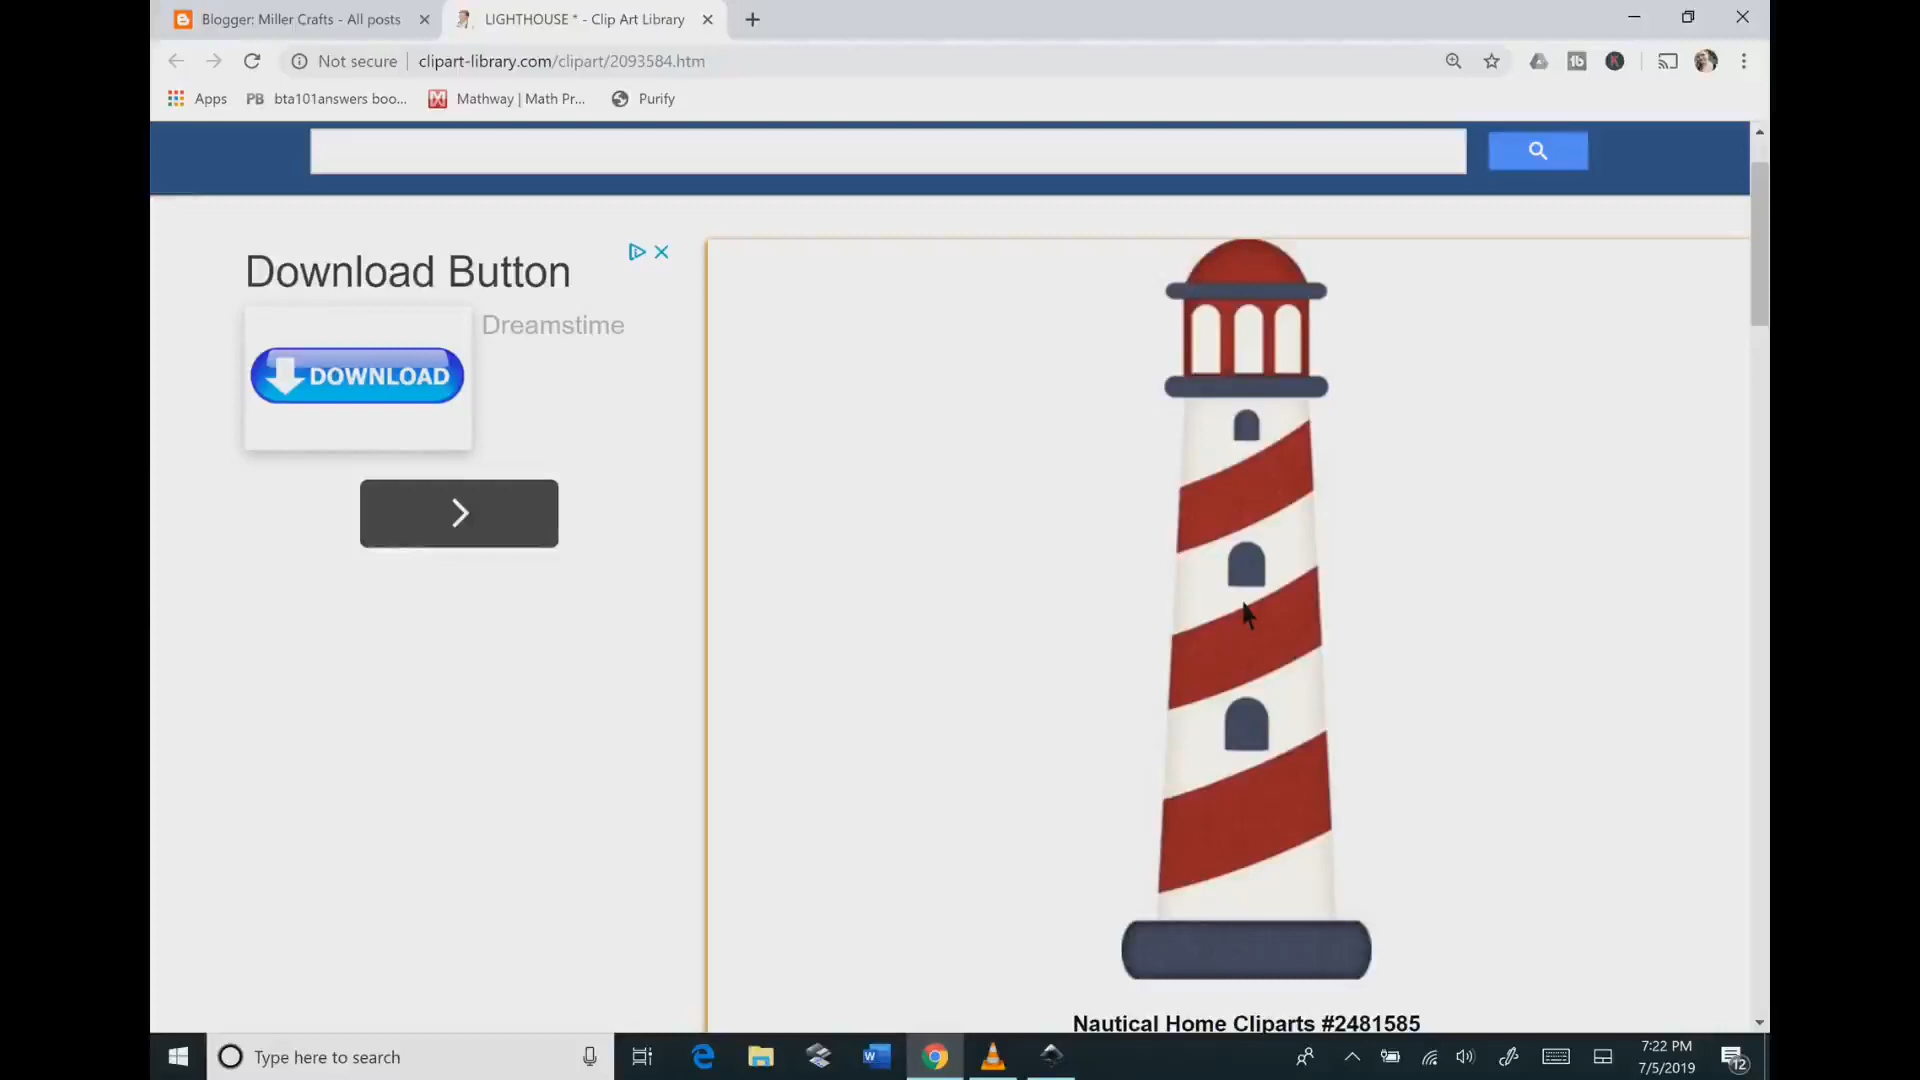 Blogger: Miller Crafts - All posts
LIGHTHOUSE * - Clip Art Library
Not secure
clipart-library.com/clipart/2093584.htm
Apps
PB
bta101answers boo...
Mathway | Math Pr...
Purify
Download Button
Dreamstime
DOWNLOAD
Nautical Home Cliparts #2481585
Type here to search
7:22 PM
7/5/2019
12